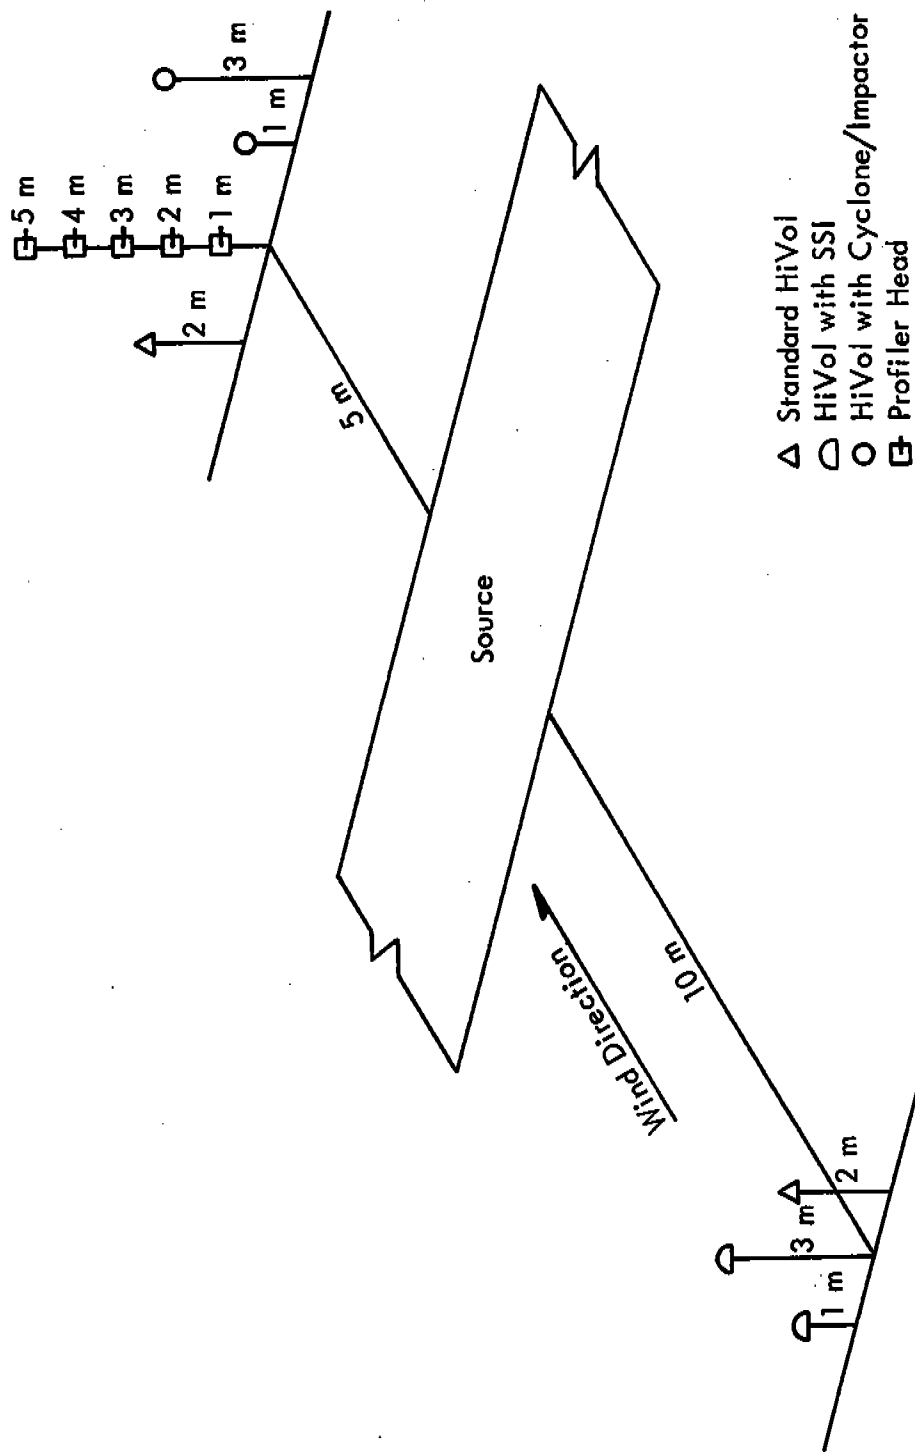 5 m
4 m
3 m
2 m
1 m
3 m
1 m
2 m
5 m
Source
Wind Direction
10 m
2 m
3 m
1 m
Standard HiVol
HiVol with SSI
HiVol with Cyclone/Impactor
Profiler Head